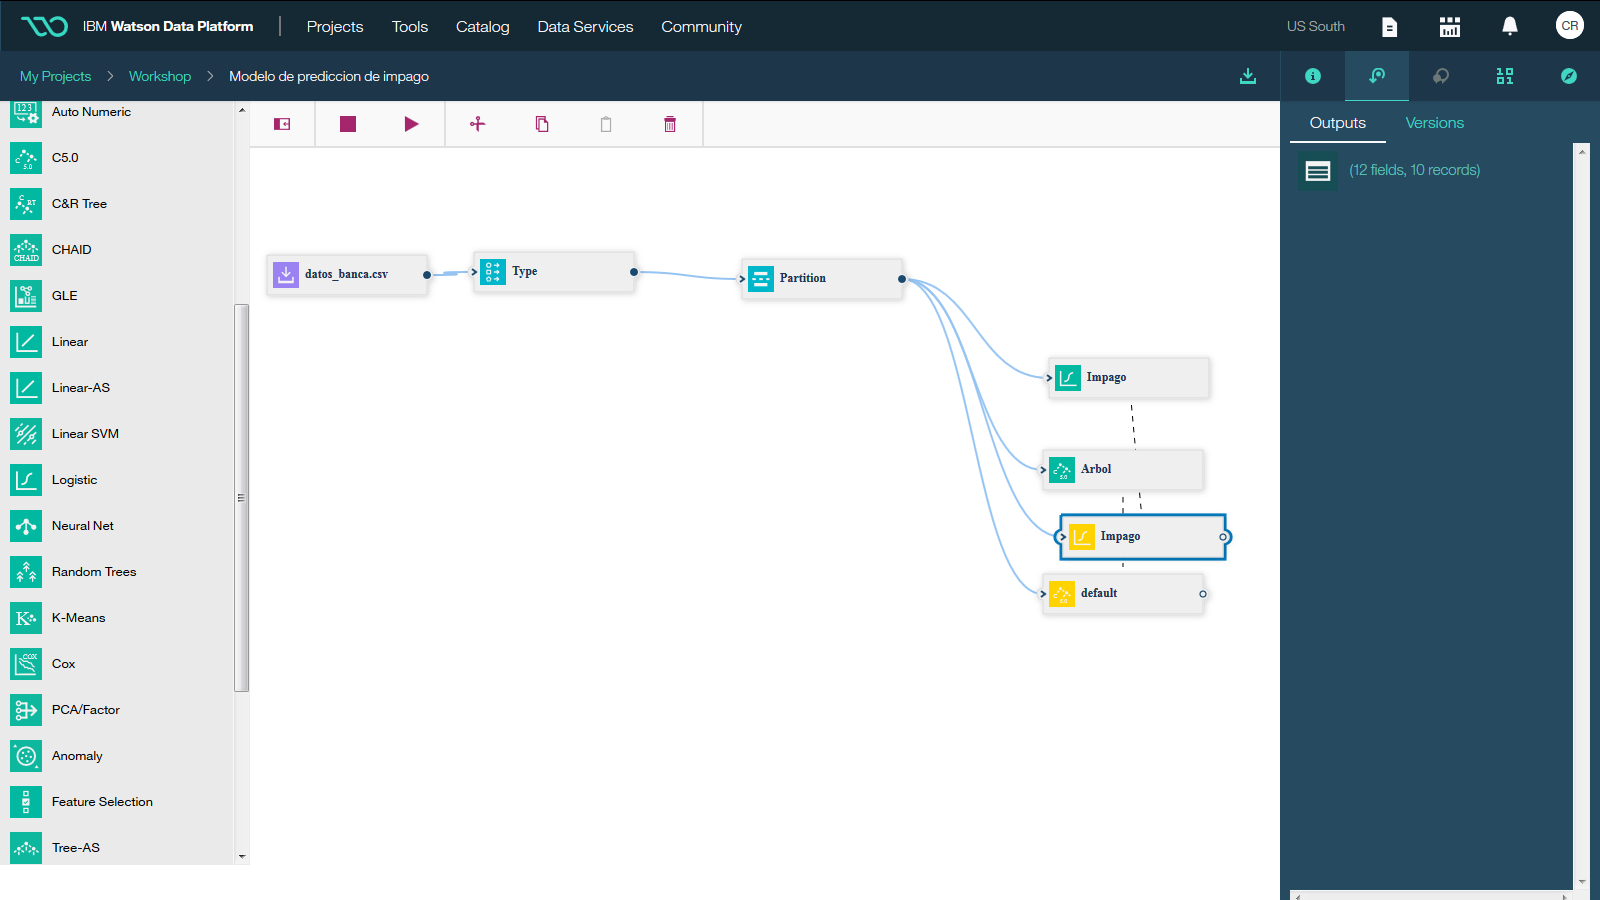 IBM Watson Data Platform
Projects
Tools
Catalog
Data Services
Community
US South
CR
My Projects > Workshop > Modelo de prediccion de impago
Outputs
Versions
(12 fields, 10 records)
Auto Numeric
C5.0
C&R Tree
CHAID
GLE
Linear
Linear-AS
Linear SVM
Logistic
Neural Net
Random Trees
K-Means
Cox
PCA/Factor
Anomaly
Feature Selection
Tree-AS
datos_banca.csv
Type
Partition
Impago
Arbol
Impago
default